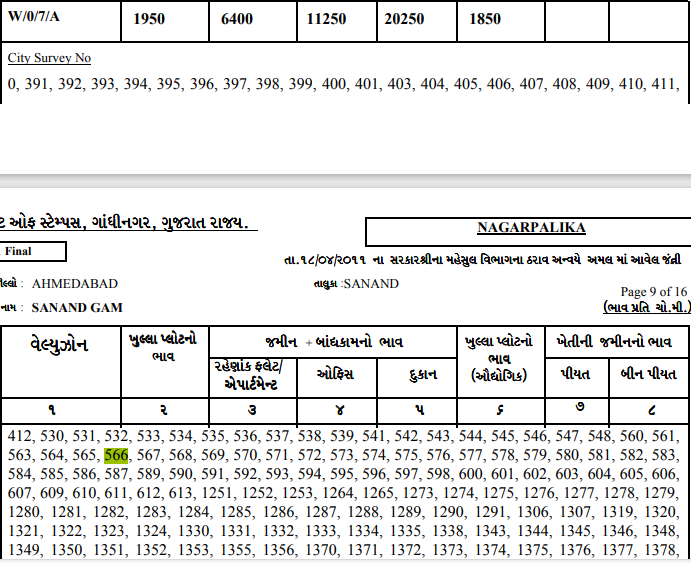 W/0/7/A 1950 6400 11250 20250 1850
City Survey No
0, 391, 392, 393, 394, 395, 396, 397, 398, 399, 400, 401, 403, 404, 405, 406, 407, 408, 409, 410, 411,
ઓફ સ્ટેમ્પસ, ગાંધીનગર, ગુજરાત રાજય.
NAGARPALIKA
Final
તા.૧૮/૦૪/૨૦૧૧ ના સરકારશ્રીના મહેસુલ વિભાગના ઠરાવ અન્વયે અમલ માં આવેલ જંત્રી
: AHMEDABAD તાલુકા :SANAND
Page 9 of 16
નામ : SANAND GAM (ભાવ પ્રતિ ચો.મી.)
વેલ્યુઝોન ખુલ્લા પ્લોટનો ભાવ જમીન + બાંધકામનો ભાવ ખુલ્લા પ્લોટનો ભાવ (ઔદ્યોગિક) ખેતીની જમીનનો ભાવ
રહેણાંક ફલેટ/ એપાર્ટમેન્ટ ઓફિસ દુકાન પીયત બીન પીયત
૧ ૨ ૩ ૪ ૫ ૬ ૭ ૮
412, 530, 531, 532, 533, 534, 535, 536, 537, 538, 539, 541, 542, 543, 544, 545, 546, 547, 548, 560, 561,
563, 564, 565, 566, 567, 568, 569, 570, 571, 572, 573, 574, 575, 576, 577, 578, 579, 580, 581, 582, 583,
584, 585, 586, 587, 589, 590, 591, 592, 593, 594, 595, 596, 597, 598, 600, 601, 602, 603, 604, 605, 606,
607, 609, 610, 611, 612, 613, 1251, 1252, 1253, 1264, 1265, 1273, 1274, 1275, 1276, 1277, 1278, 1279,
1280, 1281, 1282, 1283, 1284, 1285, 1286, 1287, 1288, 1289, 1290, 1291, 1306, 1307, 1319, 1320,
1321, 1322, 1323, 1324, 1330, 1331, 1332, 1333, 1334, 1335, 1338, 1343, 1344, 1345, 1346, 1348,
1349, 1350, 1351, 1352, 1353, 1355, 1356, 1370, 1371, 1372, 1373, 1374, 1375, 1376, 1377, 1378,